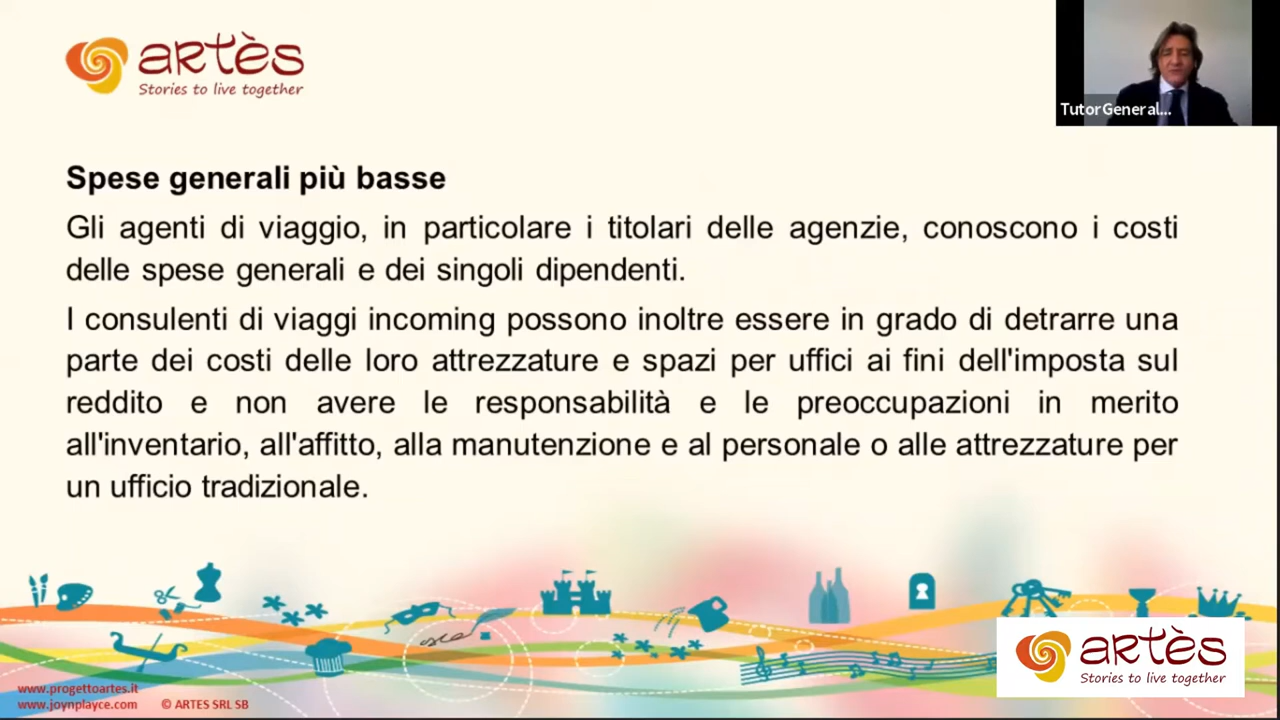 artès
Stories to live together
TutorGeneral...
Spese generali più basse
Gli agenti di viaggio, in particolare i titolari delle agenzie, conoscono i costi
delle spese generali e dei singoli dipendenti.
I consulenti di viaggi incoming possono inoltre essere in grado di detrarre una
parte dei costi delle loro attrezzature e spazi per uffici ai fini dell'imposta sul
reddito e non avere le responsabilità e le preoccupazioni in merito
all'inventario, all'affitto, alla manutenzione e al personale o alle attrezzature per
un ufficio tradizionale.
artès
Stories to live together
www.progettoartes.it
www.joynplayce.com © ARTES SRL SB